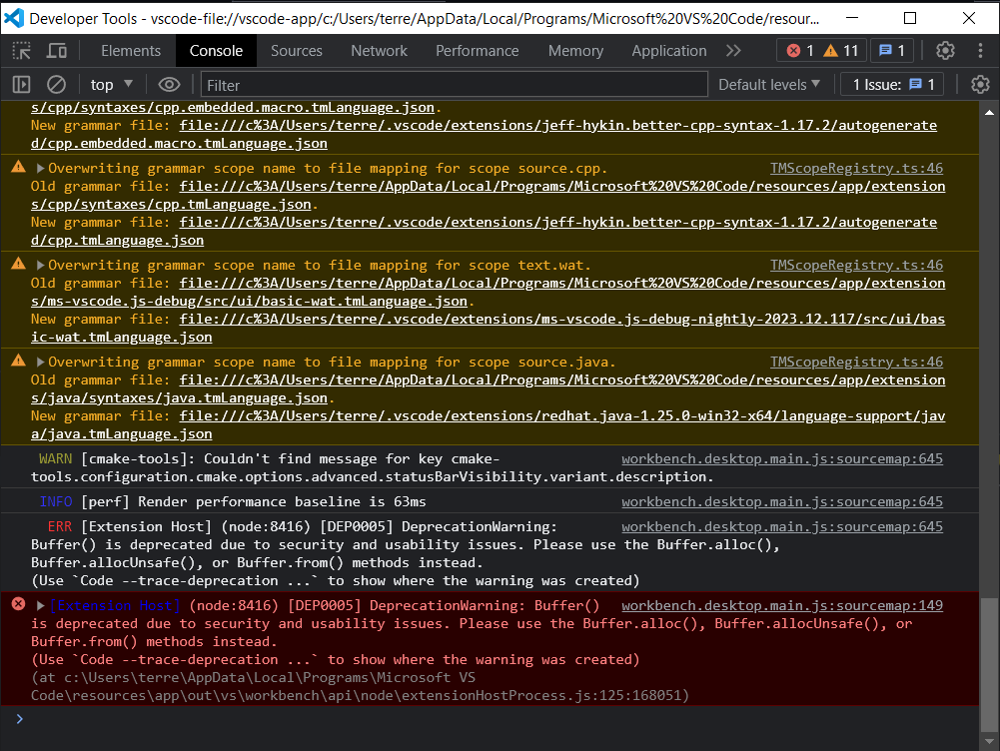 Developer Tools - vscode-file://vscode-app/c:/Users/terre/AppData/Local/Programs/Microsoft%20VS%20Code/resour...
Elements Console Sources Network Performance Memory Application 1 11 1
top Filter Default levels 1 Issue: 1
s/cpp/syntaxes/cpp.embedded.macro.tmLanguage.json.
New grammar file: file:///c%3A/Users/terre/.vscode/extensions/jeff-hykin.better-cpp-syntax-1.17.2/autogenerate
d/cpp.embedded.macro.tmLanguage.json
Overwriting grammar scope name to file mapping for scope source.cpp. TMScopeRegistry.ts:46
Old grammar file: file:///c%3A/Users/terre/AppData/Local/Programs/Microsoft%20VS%20Code/resources/app/extension
s/cpp/syntaxes/cpp.tmLanguage.json.
New grammar file: file:///c%3A/Users/terre/.vscode/extensions/jeff-hykin.better-cpp-syntax-1.17.2/autogenerate
d/cpp.tmLanguage.json
Overwriting grammar scope name to file mapping for scope text.wat. TMScopeRegistry.ts:46
Old grammar file: file:///c%3A/Users/terre/AppData/Local/Programs/Microsoft%20VS%20Code/resources/app/extension
s/ms-vscode.js-debug/src/ui/basic-wat.tmLanguage.json.
New grammar file: file:///c%3A/Users/terre/.vscode/extensions/ms-vscode.js-debug-nightly-2023.12.117/src/ui/bas
ic-wat.tmLanguage.json
Overwriting grammar scope name to file mapping for scope source.java. TMScopeRegistry.ts:46
Old grammar file: file:///c%3A/Users/terre/AppData/Local/Programs/Microsoft%20VS%20Code/resources/app/extension
s/java/syntaxes/java.tmLanguage.json.
New grammar file: file:///c%3A/Users/terre/.vscode/extensions/redhat.java-1.25.0-win32-x64/language-support/jav
a/java.tmLanguage.json
WARN [cmake-tools]: Couldn't find message for key cmake- workbench.desktop.main.js:sourcemap:645
tools.configuration.cmake.options.advanced.statusBarVisibility.variant.description.
INFO [perf] Render performance baseline is 63ms workbench.desktop.main.js:sourcemap:645
ERR [Extension Host] (node:8416) [DEP0005] DeprecationWarning: workbench.desktop.main.js:sourcemap:645
Buffer() is deprecated due to security and usability issues. Please use the Buffer.alloc(),
Buffer.allocUnsafe(), or Buffer.from() methods instead.
(Use `Code --trace-deprecation ...` to show where the warning was created)
[Extension Host] (node:8416) [DEP0005] DeprecationWarning: Buffer() workbench.desktop.main.js:sourcemap:149
is deprecated due to security and usability issues. Please use the Buffer.alloc(), Buffer.allocUnsafe(), or
Buffer.from() methods instead.
(Use `Code --trace-deprecation ...` to show where the warning was created)
(at c:\Users\terre\AppData\Local\Programs\Microsoft VS
Code\resources\app\out\vs\workbench\api\node\extensionHostProcess.js:125:168051)